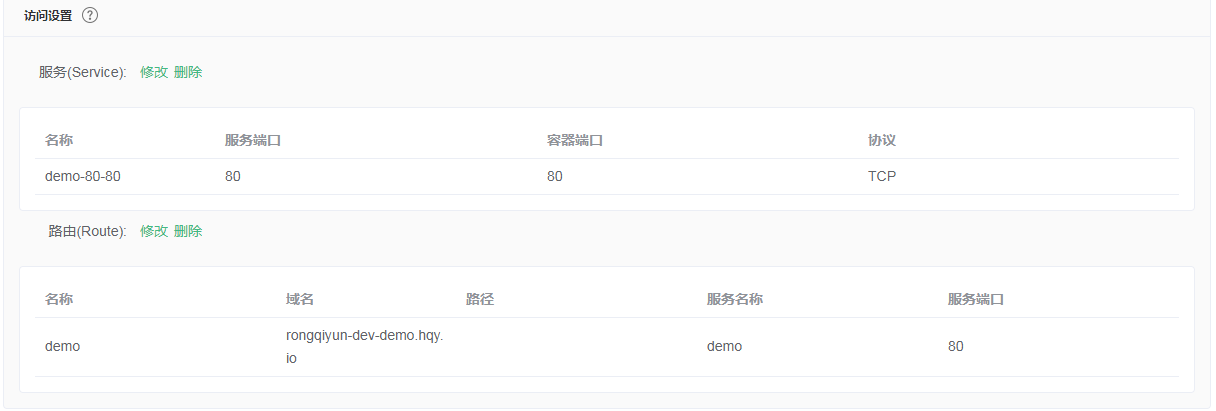 访问设置 ?
服务(Service): 修改 删除
名称 服务端口 容器端口 协议
demo-80-80 80 80 TCP
路由(Route): 修改 删除
名称 域名 路径 服务名称 服务端口
demo rongqiyun-dev-demo.hqy. demo 80
io